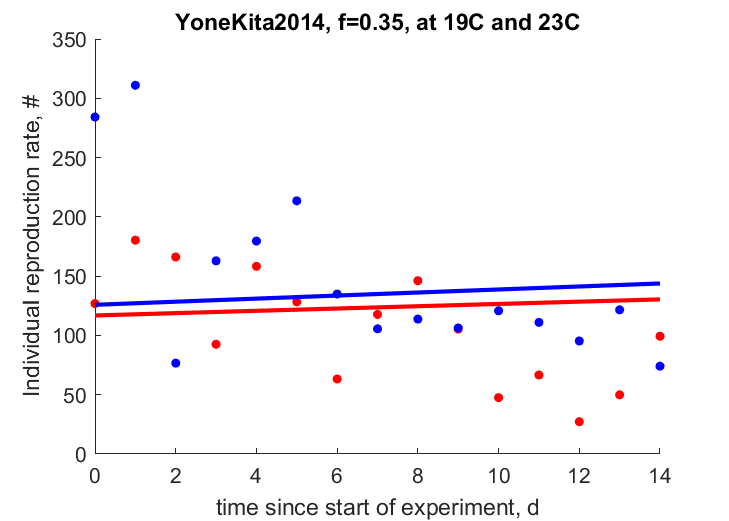 YoneKita2014, f=0.35, at 19C and 23C
350
300
250
200
150
100
50
0
Individual reproduction rate, #
0 2 4 6 8 10 12 14
time since start of experiment, d